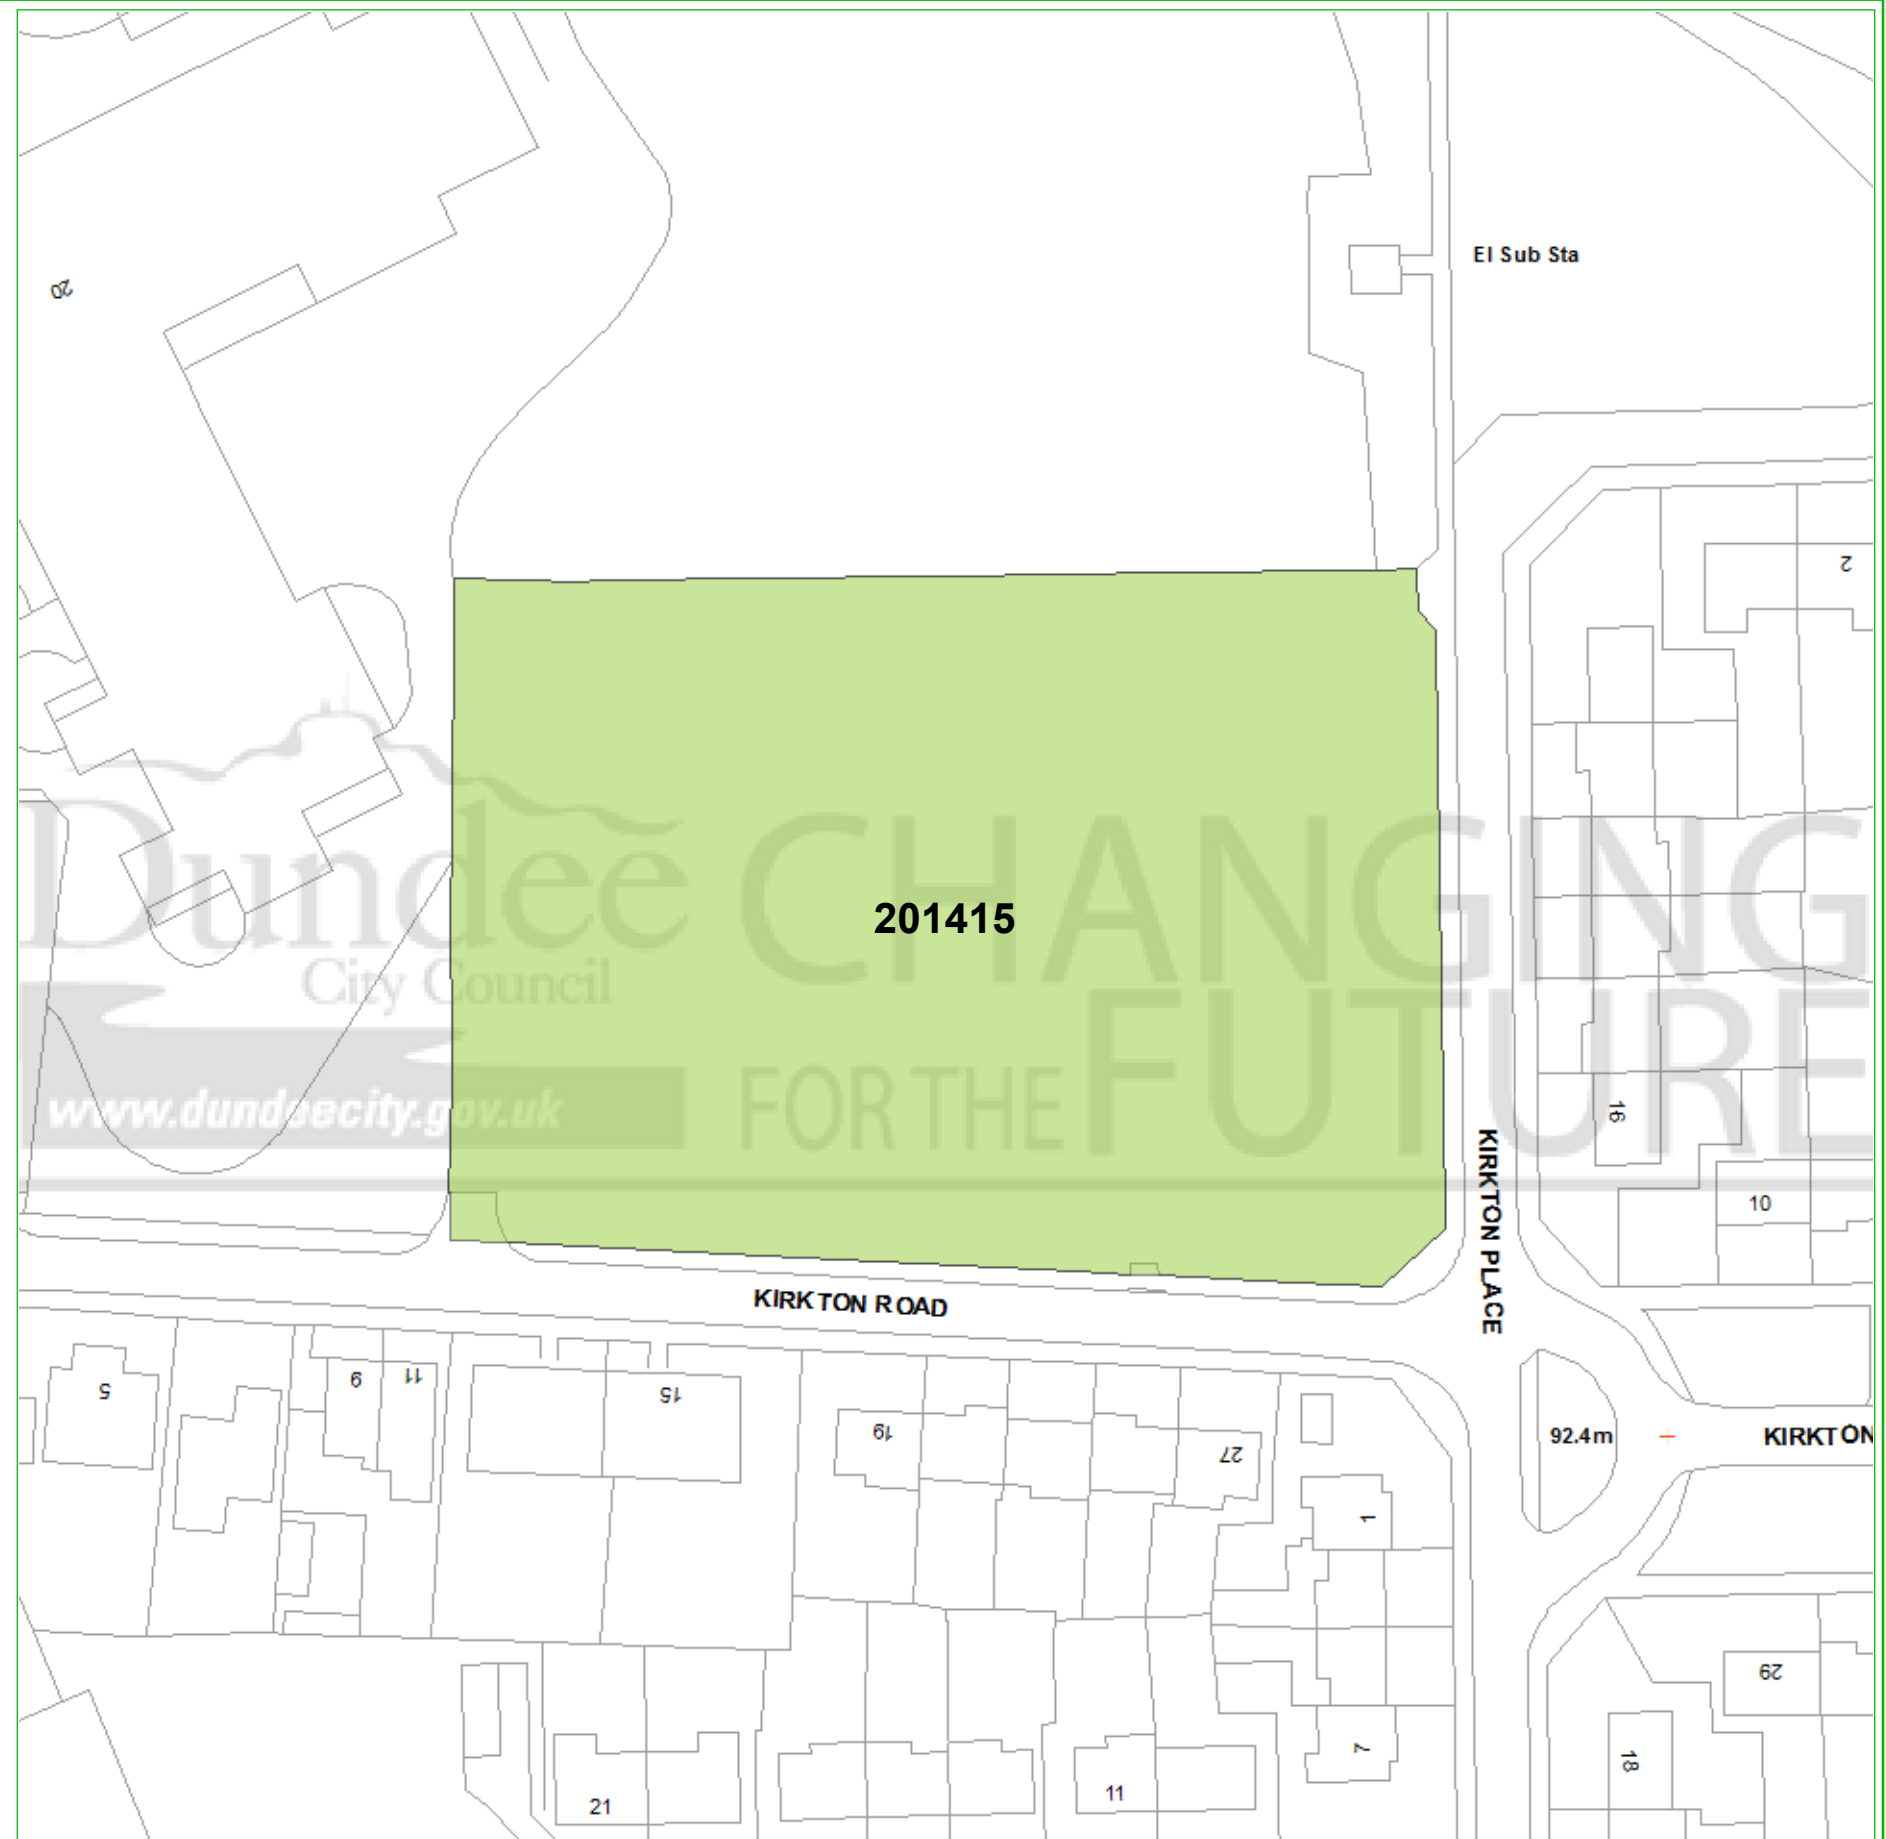 El Sub Sta
20
2
201415
Dundee
City Council
www.dundeecity.gov.uk
CHANGING
FOR THE FUTURE
16
10
KIRKTON PLACE
KIRKTON ROAD
5
9
11
15
19
27
1
92.4m
KIRKTON
29
18
7
21
11